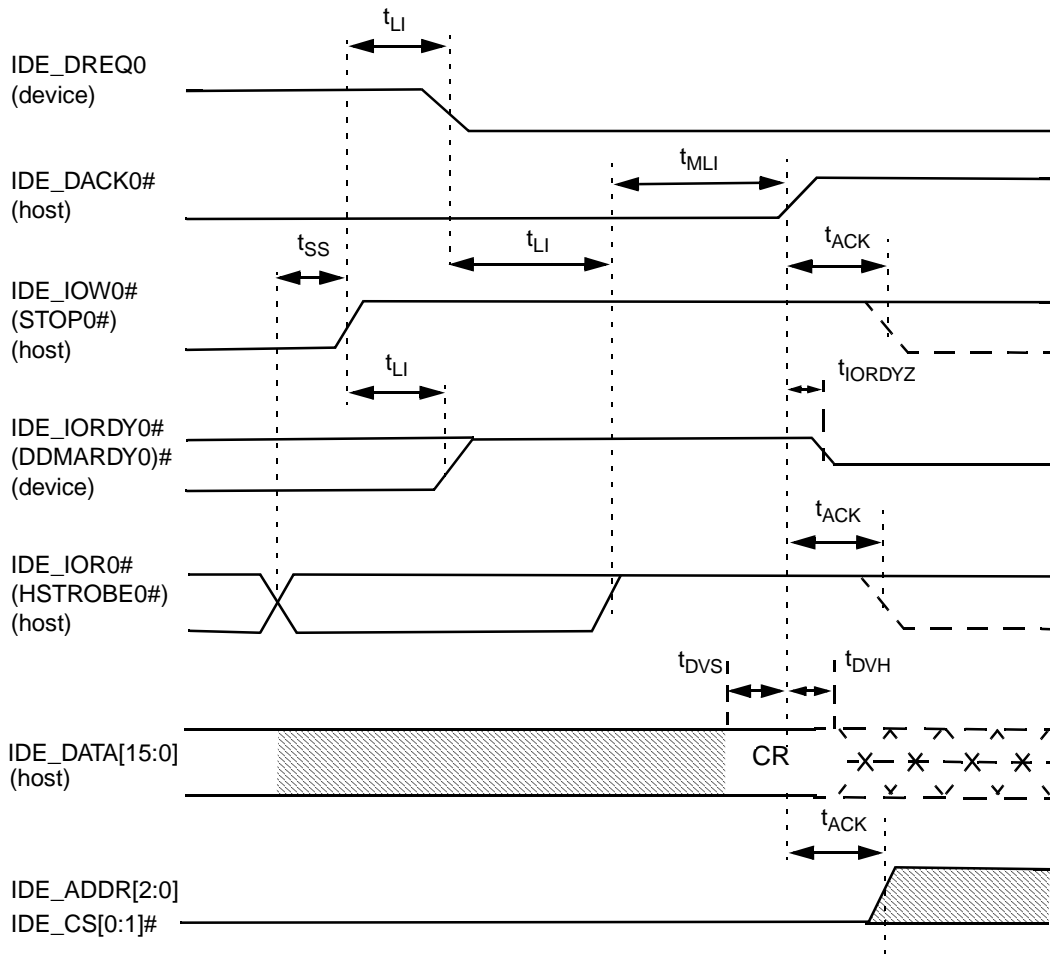 tLI
IDE_DREQ0
(device)
tMLI
IDE_DACK0#
(host)
tSS
tLI
tACK
IDE_IOW0#
(STOP0#)
(host)
tLI
tIORDYZ
IDE_IORDY0#
(DDMARDY0)#
(device)
tACK
IDE_IOR0#
(HSTROBE0#)
(host)
tDVS
tDVH
IDE_DATA[15:0]
(host)
CR
tACK
IDE_ADDR[2:0]
IDE_CS[0:1]#